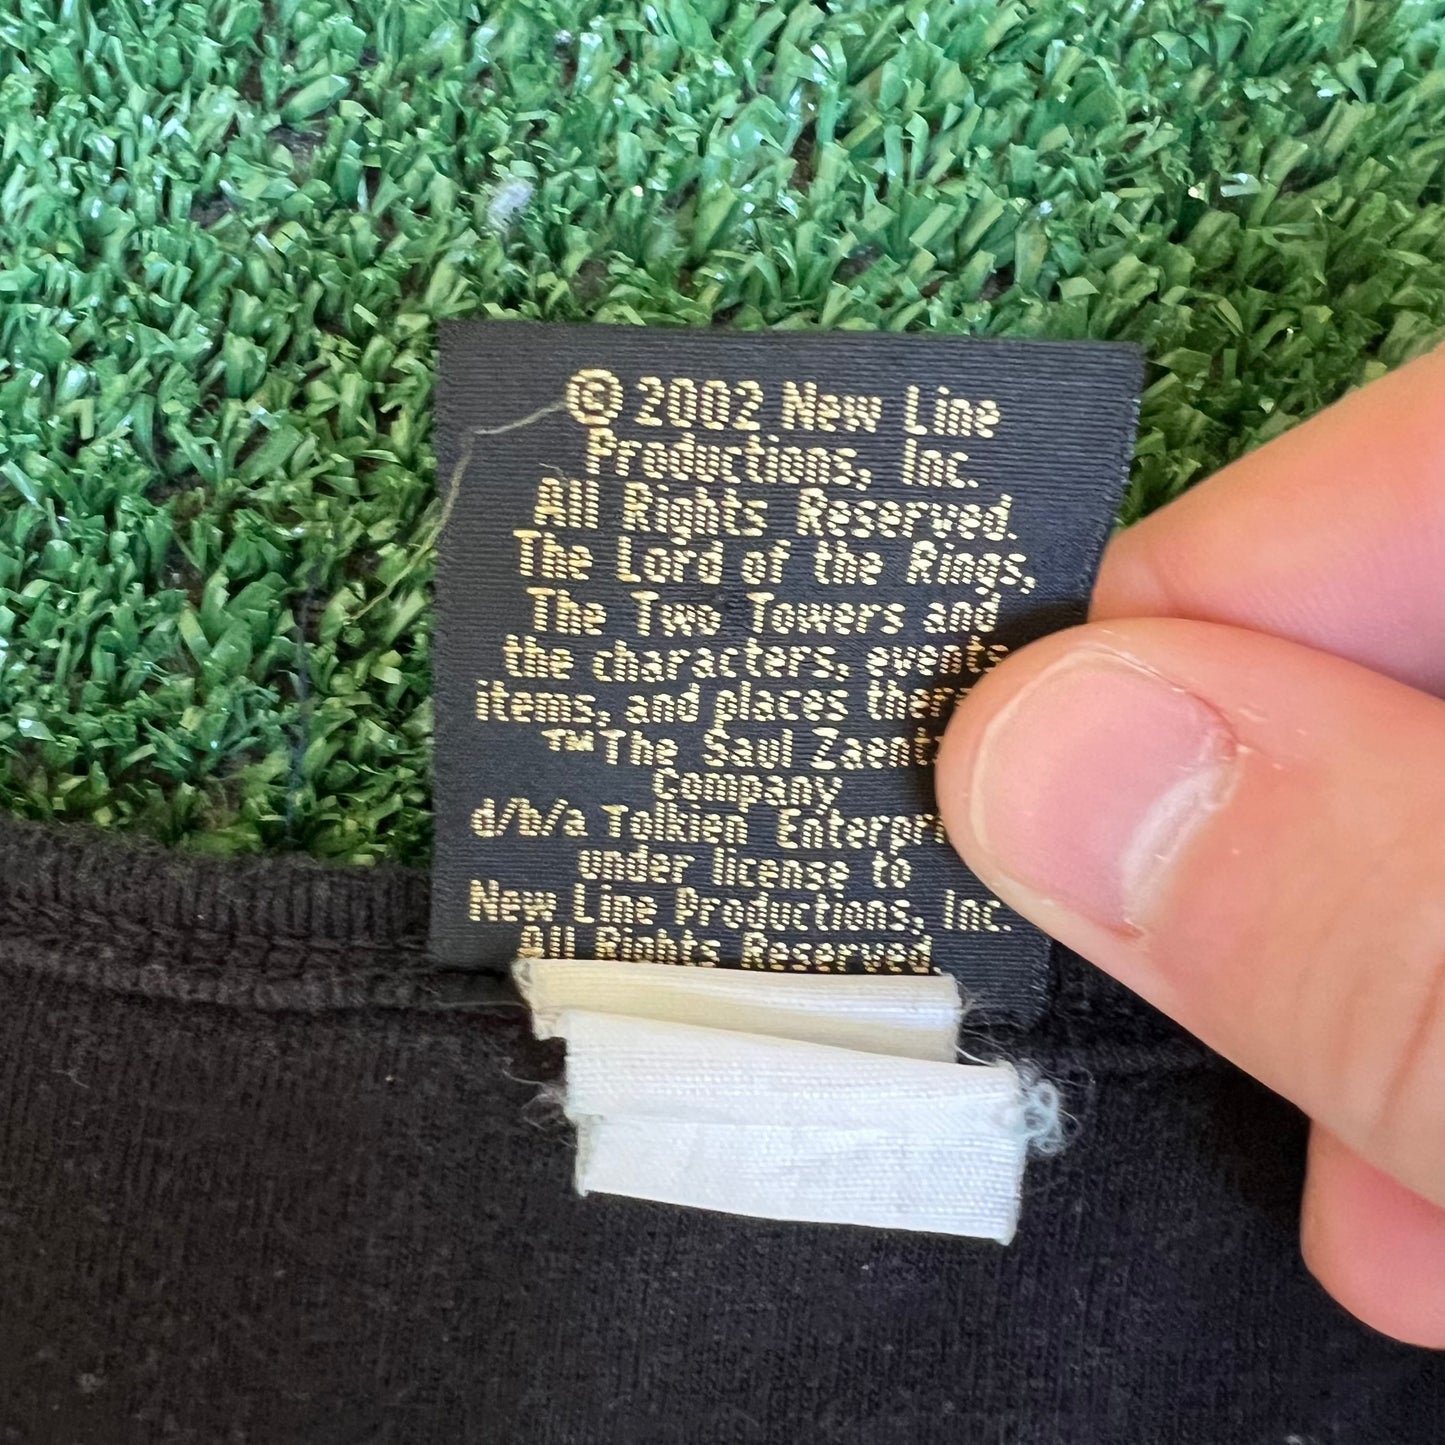 © 2002 New Line
Productions, Inc.
All Rights Reserved.
The Lord of the Rings,
The Two Towers and
the characters, events,
items, and places
™The Saul
Company
d/b/a Tolkien
under license to
New Line Productions, Inc.
All Rights Reserved